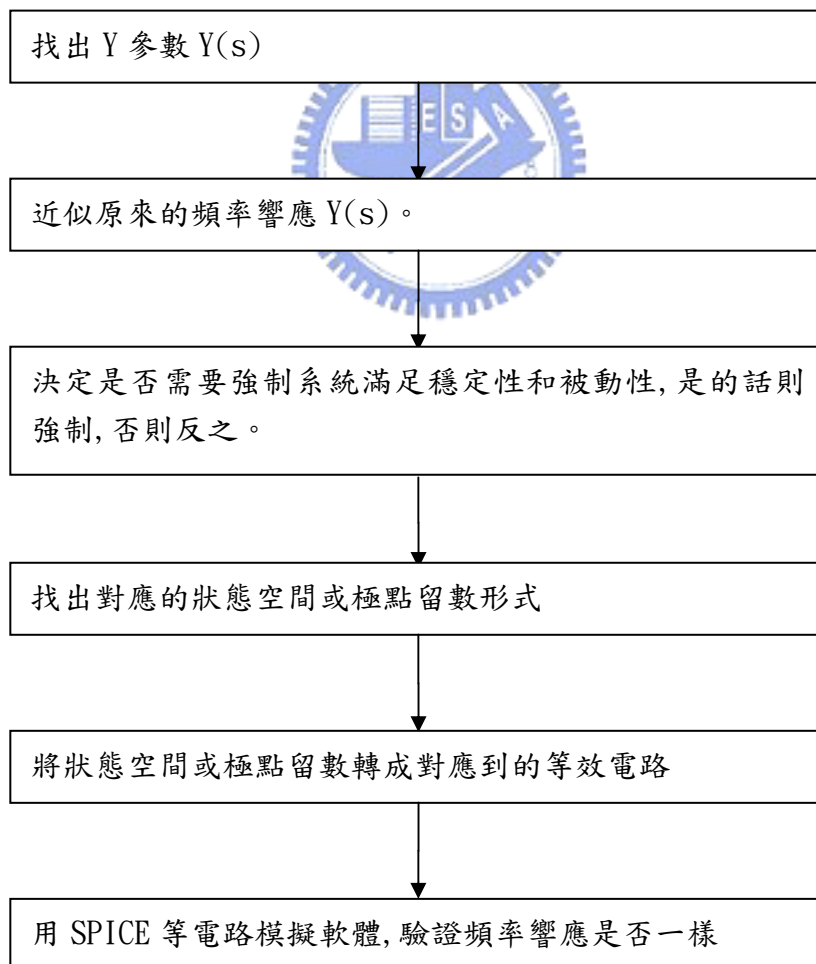 找出 Y 參數 Y(s)
ESA
近似原來的頻率響應 Y(s)。
決定是否需要強制系統滿足穩定性和被動性,是的話則
強制,否則反之。
找出對應的狀態空間或極點留數形式
將狀態空間或極點留數轉成對應到的等效電路
用 SPICE 等電路模擬軟體,驗證頻率響應是否一樣